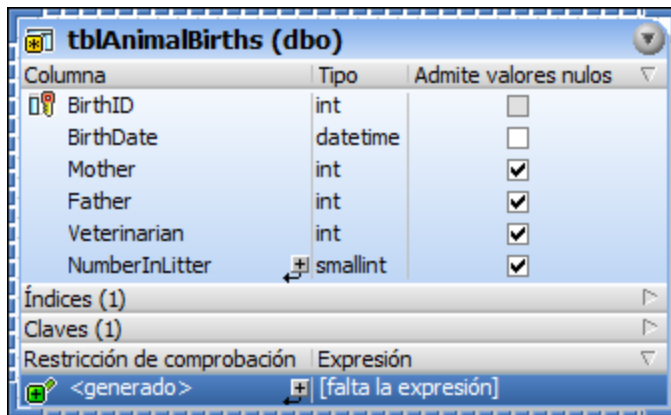 tblAnimalBirths (dbo)
Columna Tipo Admite valores nulos
BirthID int
BirthDate datetime
Mother int
Father int
Veterinarian int
NumberInLitter smallint
Índices (1)
Claves (1)
Restricción de comprobación Expresión
<generado> [falta la expresión]